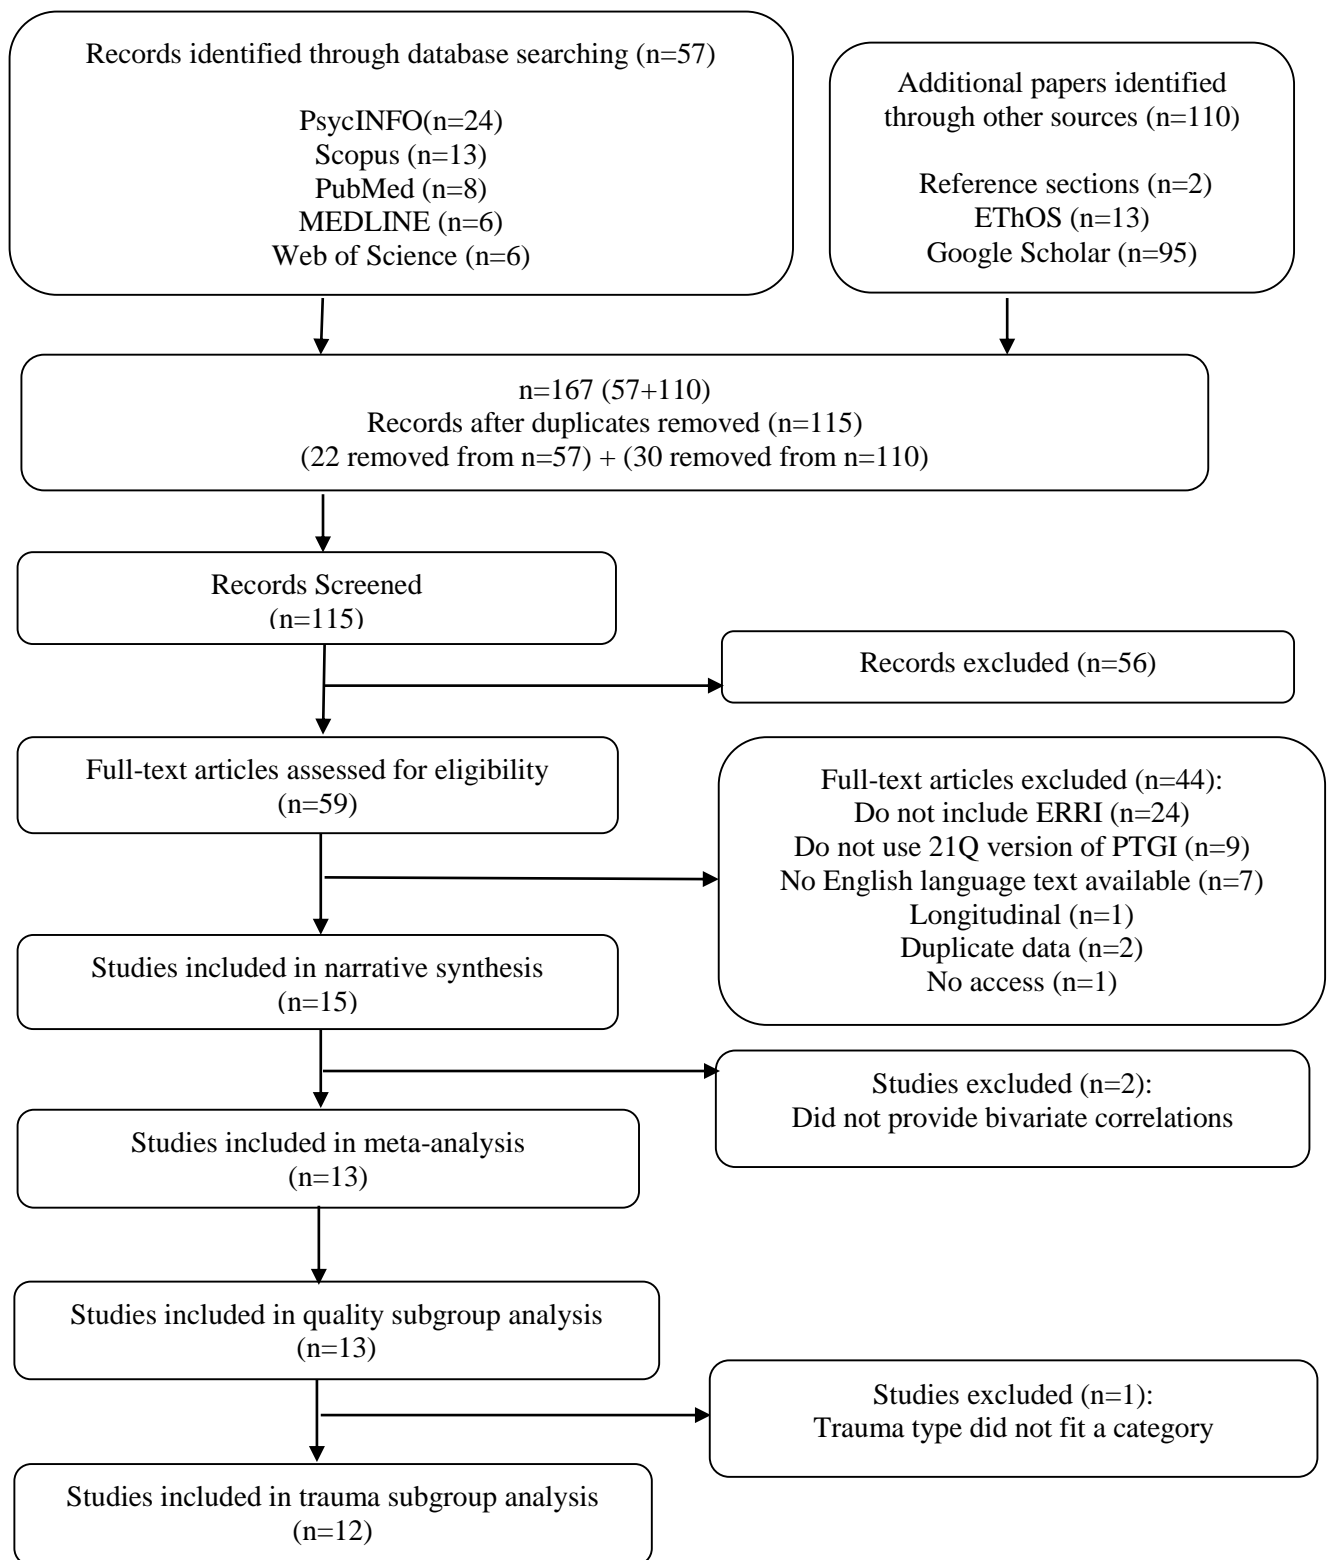 Records identified through database searching (n=57)
PsycINFO(n=24)
Scopus (n=13)
PubMed (n=8)
MEDLINE (n=6)
Web of Science (n=6)
Additional papers identified
through other sources (n=110)
Reference sections (n=2)
EThOS (n=13)
Google Scholar (n=95)
n=167 (57+110)
Records after duplicates removed (n=115)
(22 removed from n=57) + (30 removed from n=110)
Records Screened
(n=115)
Records excluded (n=56)
Full-text articles assessed for eligibility
(n=59)
Full-text articles excluded (n=44):
Do not include ERRI (n=24)
Do not use 21Q version of PTGI (n=9)
No English language text available (n=7)
Longitudinal (n=1)
Duplicate data (n=2)
No access (n=1)
Studies included in narrative synthesis
(n=15)
Studies excluded (n=2):
Did not provide bivariate correlations
Studies included in meta-analysis
(n=13)
Studies included in quality subgroup analysis
(n=13)
Studies excluded (n=1):
Trauma type did not fit a category
Studies included in trauma subgroup analysis
(n=12)